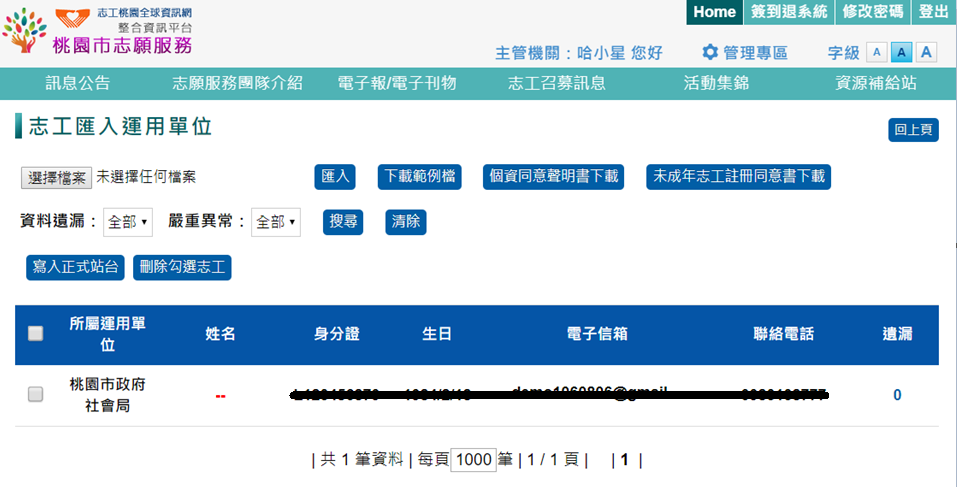 志工桃園全球資訊網
整合資訊平台
桃園市志願服務
Home 簽到退系統 修改密碼 登出
主管機關：哈小星 您好 管理專區 字級 A A A
訊息公告 志願服務團隊介紹 電子報/電子刊物 志工召募訊息 活動集錦 資源補給站
志工匯入運用單位
回上頁
選擇檔案 未選擇任何檔案 匯入 下載範例檔 個資同意聲明書下載 未成年志工註冊同意書下載
資料遺漏： 全部 嚴重異常： 全部 搜尋 清除
寫入正式站台 刪除勾選志工
所屬運用單
位
姓名 身分證 生日 電子信箱 聯絡電話 遺漏
桃園市政府
社會局
-- 0
| 共 1 筆資料 | 每頁 1000 筆 | 1 / 1 頁 | | 1 |